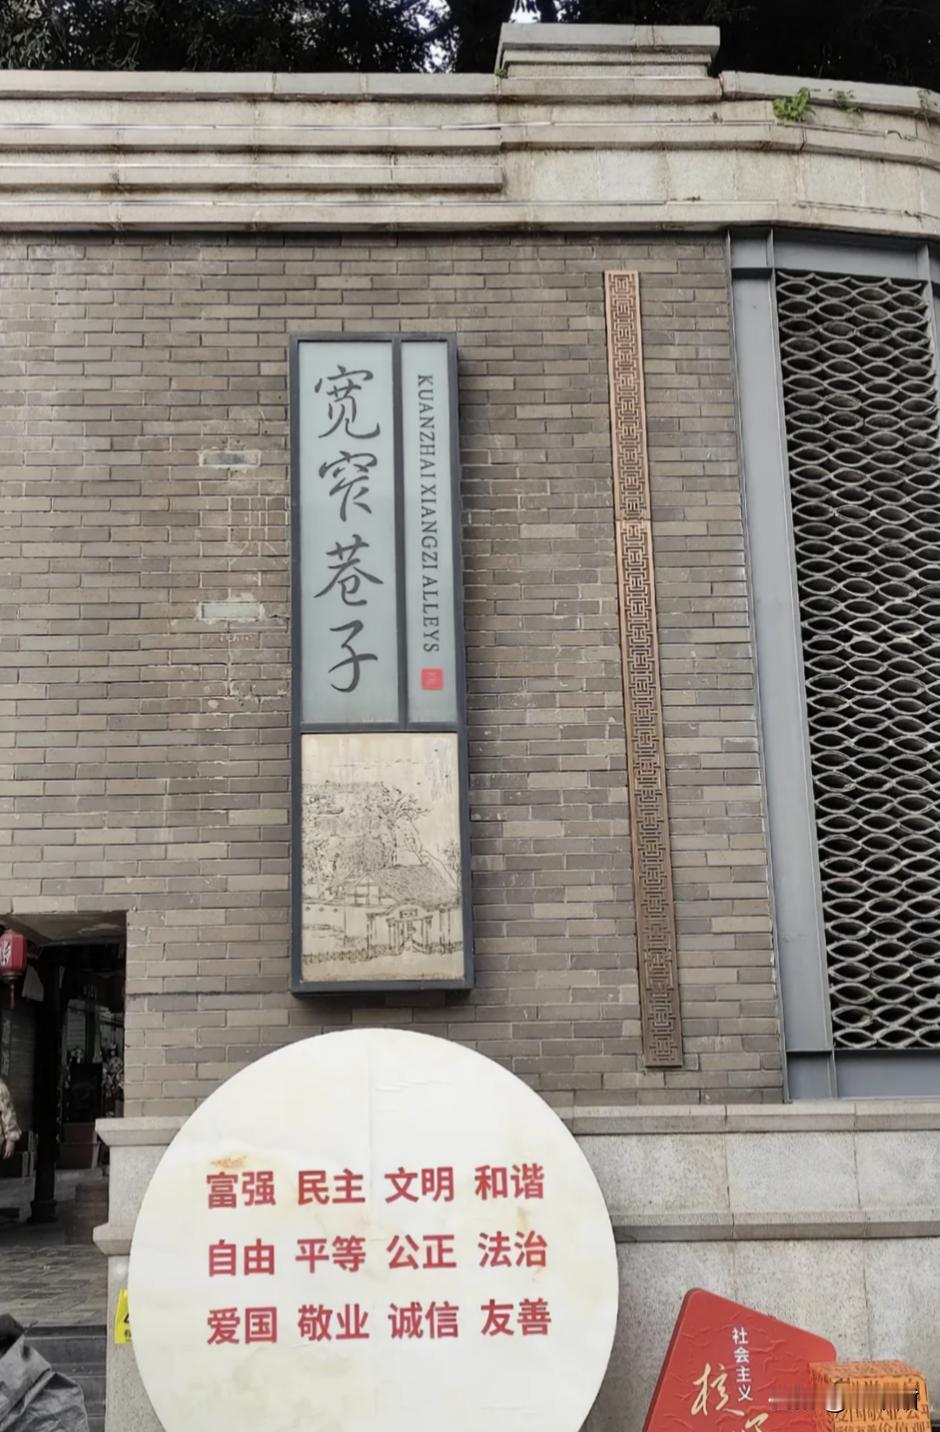 宽窄巷子
KUANZHAI XIANGZI ALLEYS
富强 民主 文明 和谐
自由 平等 公正 法治
爱国 敬业 诚信 友善
社会主义
核